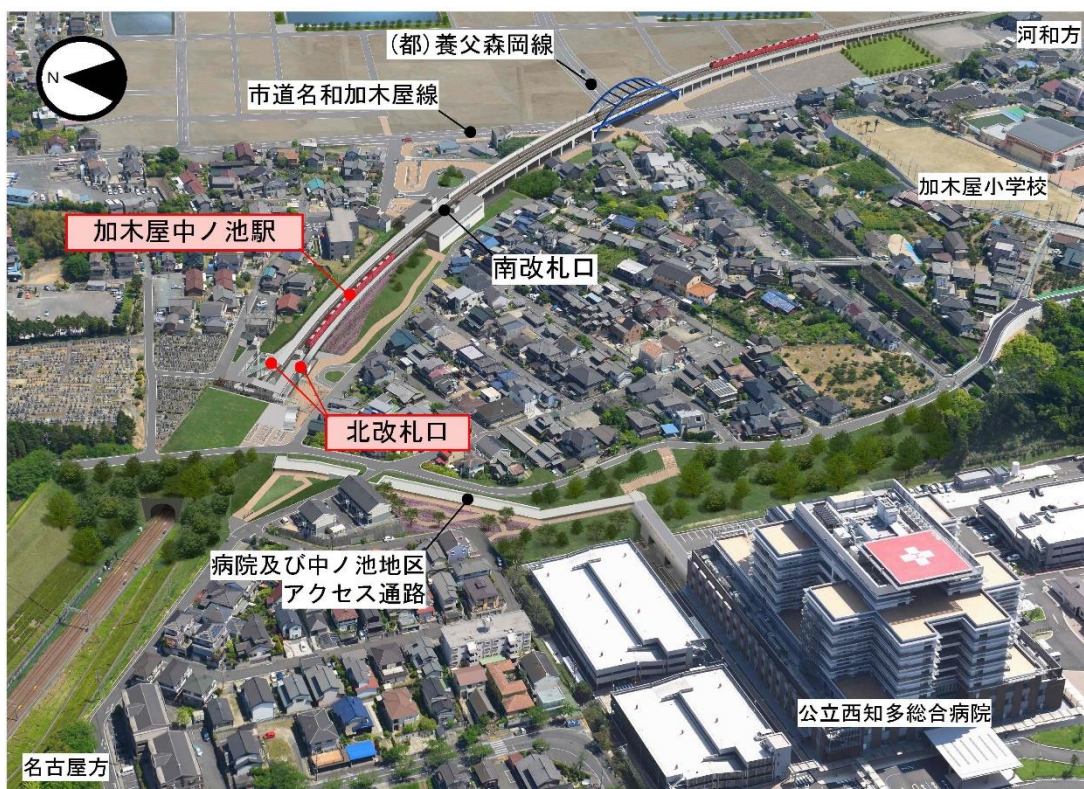 河和方
(都)養父森岡線
N
市道名和加木屋線
加木屋小学校
加木屋中ノ池駅
南改札口
北改札口
病院及び中ノ池地区
アクセス通路
公立西知多総合病院
名古屋方